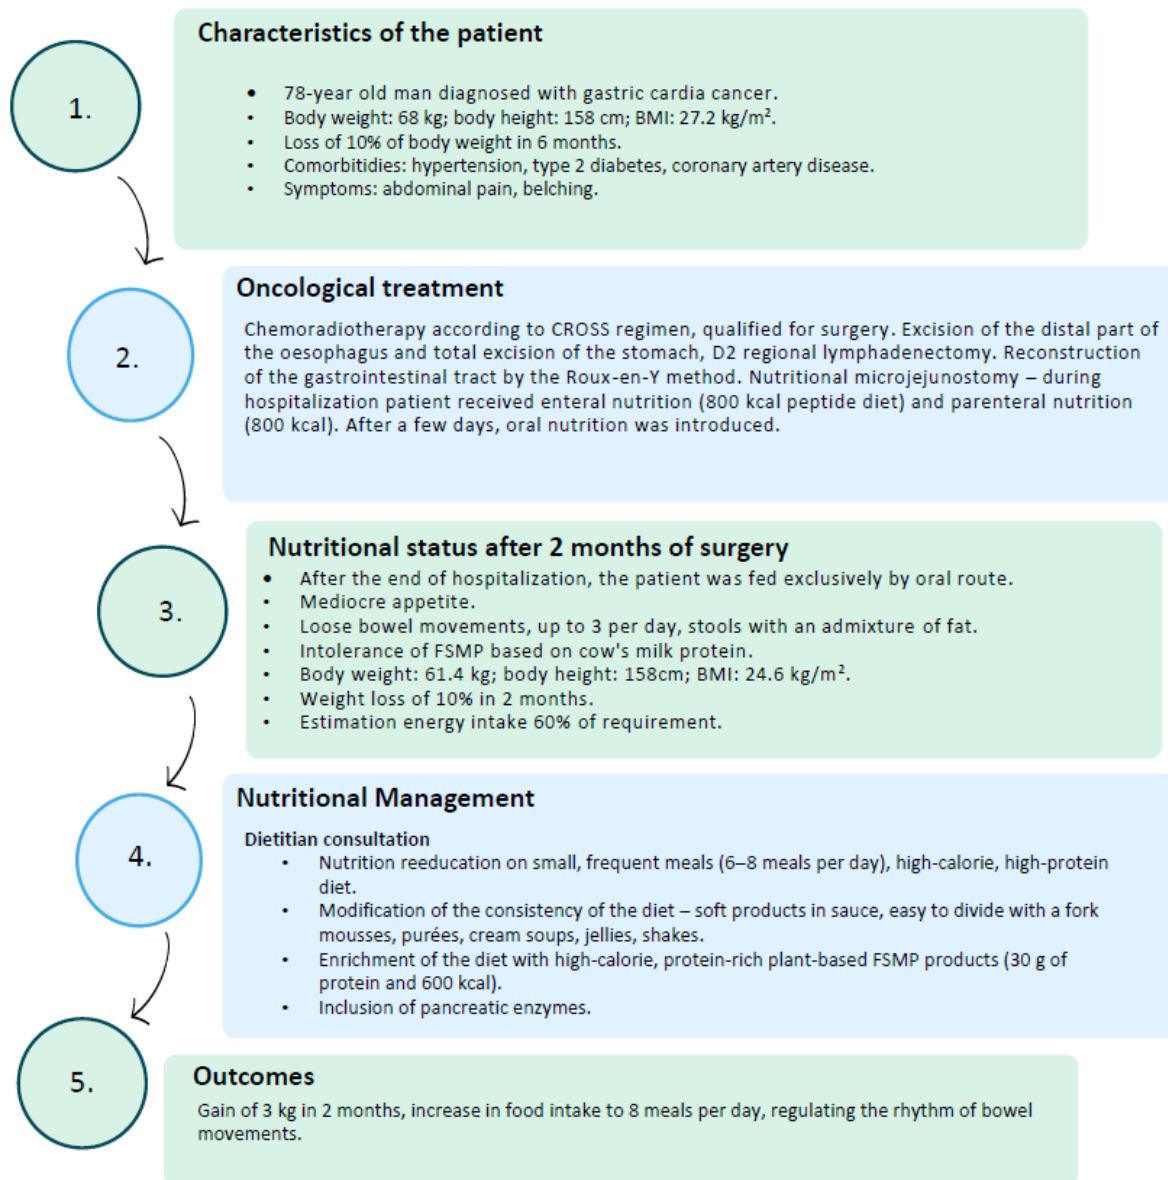 1.
Characteristics of the patient
• 78-year old man diagnosed with gastric cardia cancer.
• Body weight: 68 kg; body height: 158 cm; BMI: 27.2 kg/m².
• Loss of 10% of body weight in 6 months.
• Comorbitidies: hypertension, type 2 diabetes, coronary artery disease.
• Symptoms: abdominal pain, belching.
2.
Oncological treatment
Chemoradiotherapy according to CROSS regimen, qualified for surgery. Excision of the distal part of
the oesophagus and total excision of the stomach, D2 regional lymphadenectomy. Reconstruction
of the gastrointestinal tract by the Roux-en-Y method. Nutritional microjejunostomy – during
hospitalization patient received enteral nutrition (800 kcal peptide diet) and parenteral nutrition
(800 kcal). After a few days, oral nutrition was introduced.
3.
Nutritional status after 2 months of surgery
• After the end of hospitalization, the patient was fed exclusively by oral route.
• Mediocre appetite.
• Loose bowel movements, up to 3 per day, stools with an admixture of fat.
• Intolerance of FSMP based on cow's milk protein.
• Body weight: 61.4 kg; body height: 158cm; BMI: 24.6 kg/m².
• Weight loss of 10% in 2 months.
• Estimation energy intake 60% of requirement.
4.
Nutritional Management
Dietitian consultation
• Nutrition reeducation on small, frequent meals (6–8 meals per day), high-calorie, high-protein
diet.
• Modification of the consistency of the diet – soft products in sauce, easy to divide with a fork
mousses, purées, cream soups, jellies, shakes.
• Enrichment of the diet with high-calorie, protein-rich plant-based FSMP products (30 g of
protein and 600 kcal).
• Inclusion of pancreatic enzymes.
5.
Outcomes
Gain of 3 kg in 2 months, increase in food intake to 8 meals per day, regulating the rhythm of bowel
movements.